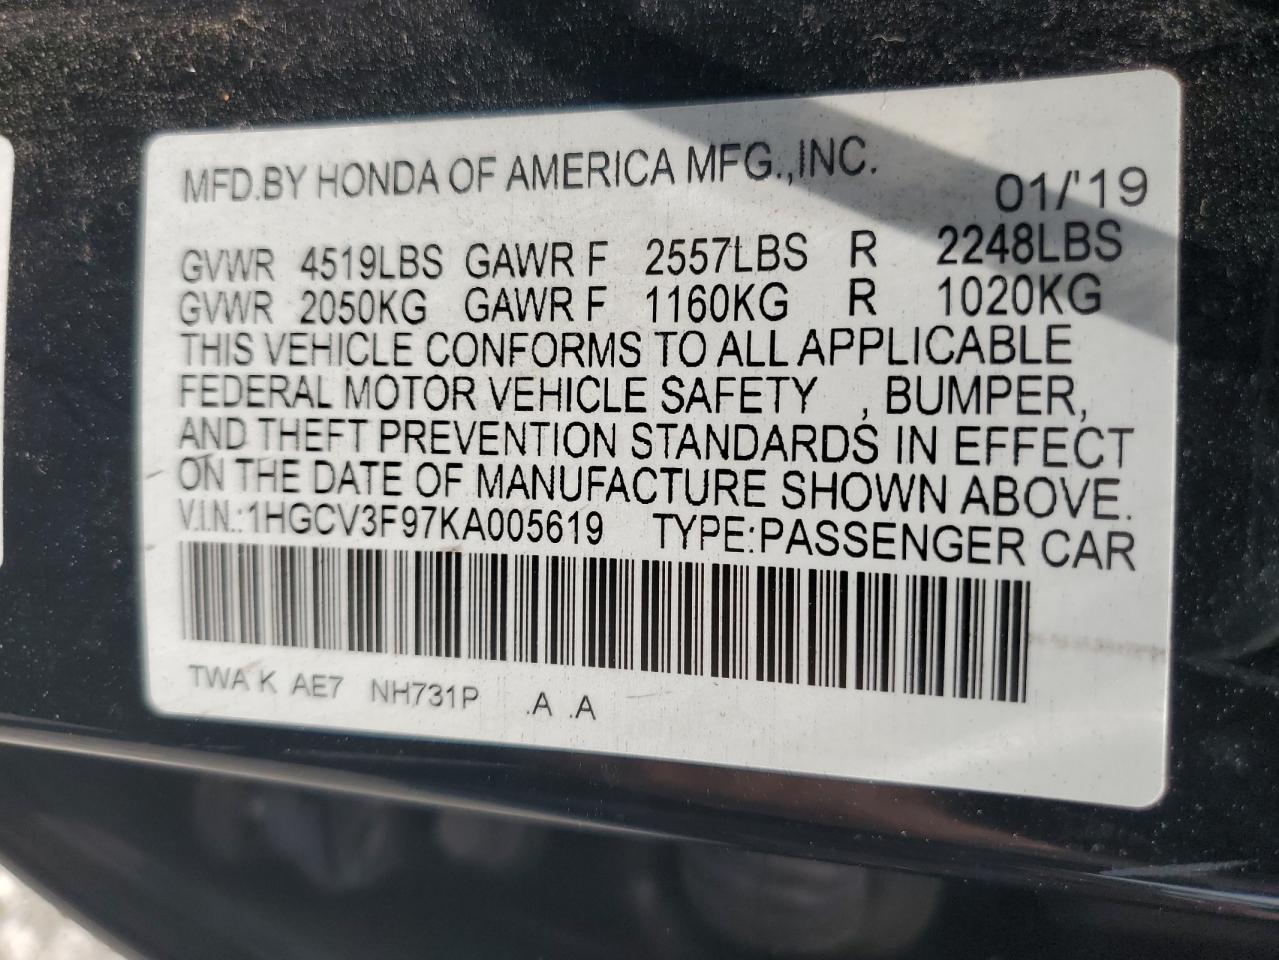 MFD.BY HONDA OF AMERICA MFG.,INC. 01/'19
GVWR 4519LBS GAWR F 2557LBS R 2248LBS
GVWR 2050KG GAWR F 1160KG R 1020KG
THIS VEHICLE CONFORMS TO ALL APPLICABLE
FEDERAL MOTOR VEHICLE SAFETY , BUMPER,
AND THEFT PREVENTION STANDARDS IN EFFECT
ON THE DATE OF MANUFACTURE SHOWN ABOVE.
V.I.N.:1HGCV3F97KA005619 TYPE:PASSENGER CAR
TWA K AE7 NH731P .A .A